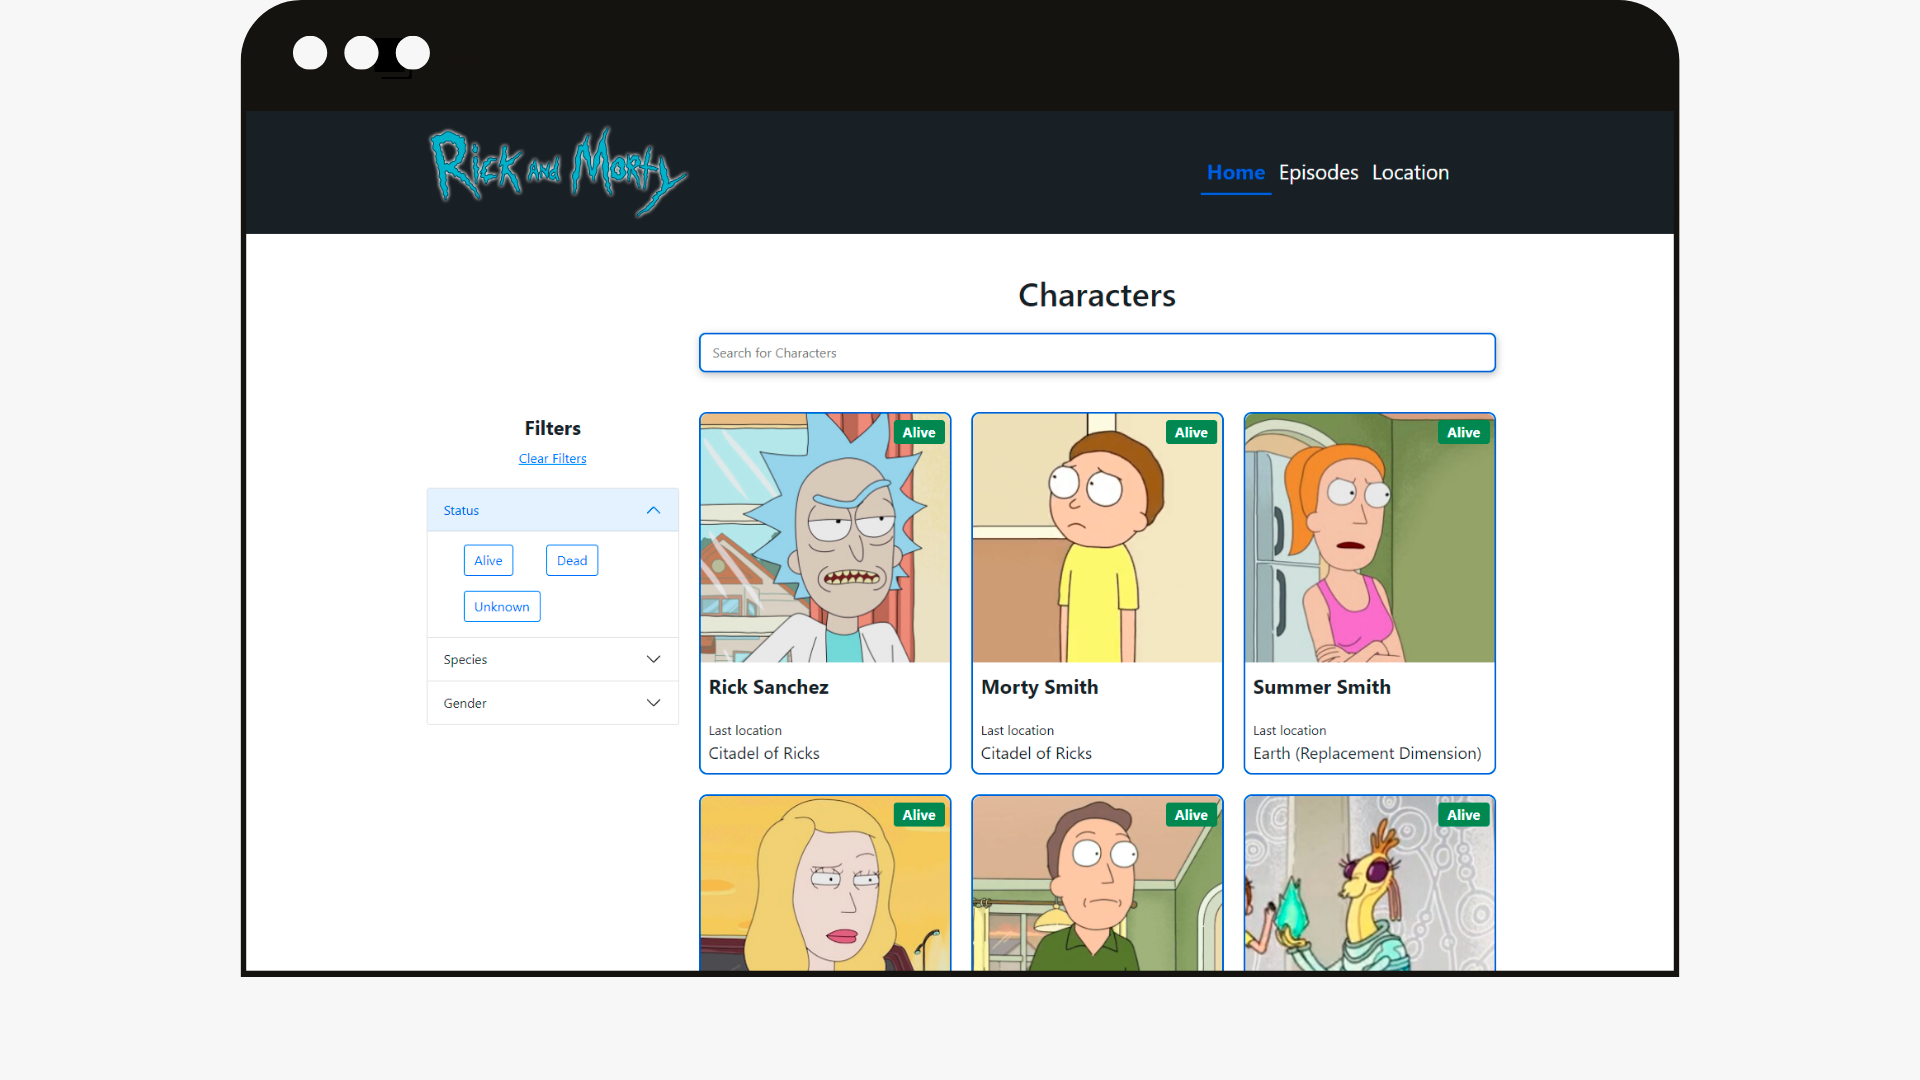 Rick and Morty
Home Episodes Location
Characters
Search for Characters
Filters
Clear Filters
Status
Alive Dead
Unknown
Species
Gender
Alive
Rick Sanchez
Last location
Citadel of Ricks
Alive
Morty Smith
Last location
Citadel of Ricks
Alive
Summer Smith
Last location
Earth (Replacement Dimension)
Alive
Alive
Alive